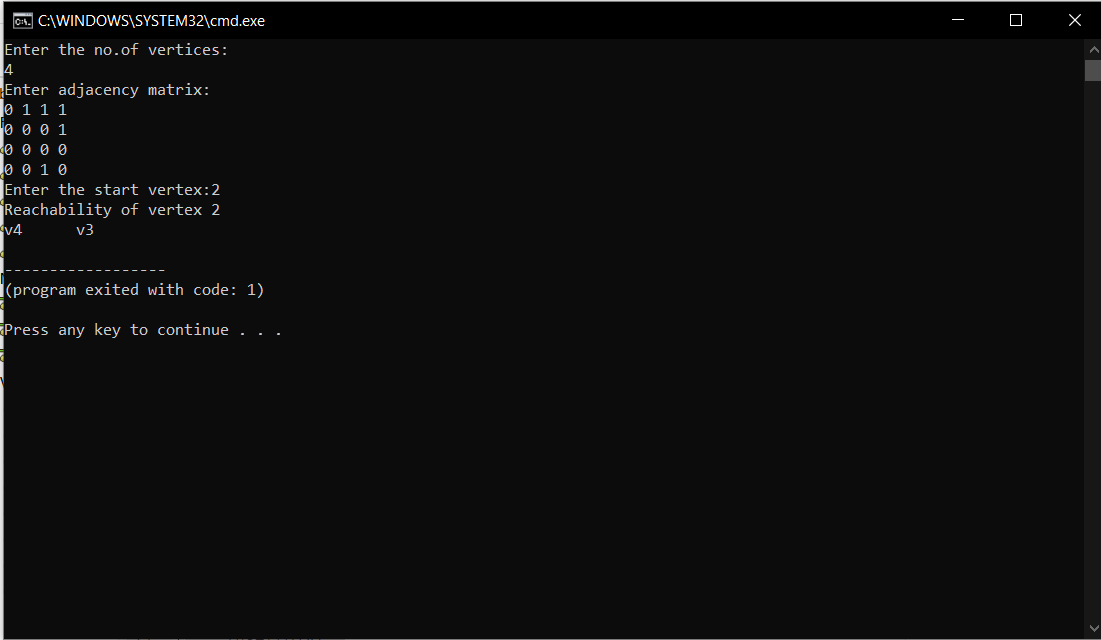 C:\WINDOWS\SYSTEM32\cmd.exe
Enter the no.of vertices:
4
Enter adjacency matrix:
0 1 1 1
0 0 0 1
0 0 0 0
0 0 1 0
Enter the start vertex:2
Reachability of vertex 2
v4      v3
------------------
(program exited with code: 1)
Press any key to continue . . .